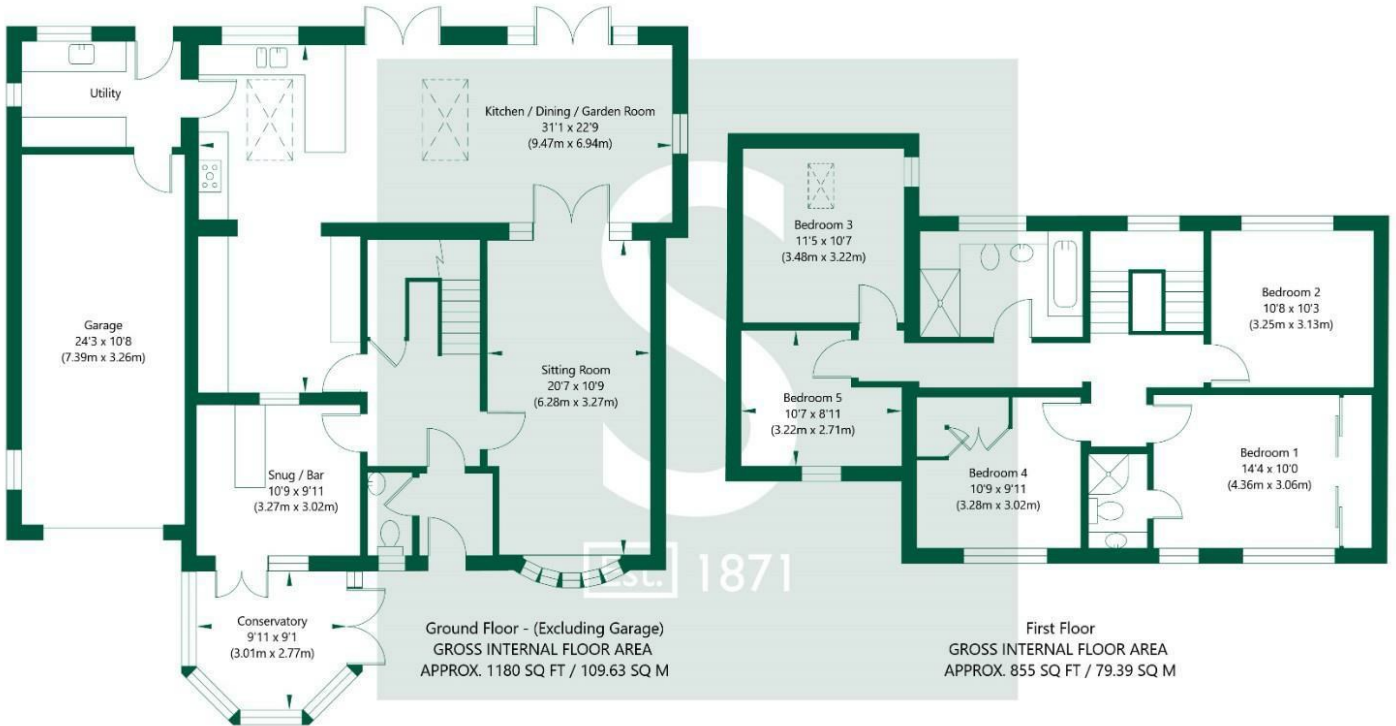 Utility
Kitchen / Dining / Garden Room
31'1 x 22'9
(9.47m x 6.94m)
Garage
24'3 x 10'8
(7.39m x 3.26m)
Sitting Room
20'7 x 10'9
(6.28m x 3.27m)
Snug / Bar
10'9 x 9'11
(3.27m x 3.02m)
Conservatory
9'11 x 9'1
(3.01m x 2.77m)
Ground Floor - (Excluding Garage)
GROSS INTERNAL FLOOR AREA
APPROX. 1180 SQ FT / 109.63 SQ M
Bedroom 3
11'5 x 10'7
(3.48m x 3.22m)
Bedroom 2
10'8 x 10'3
(3.25m x 3.13m)
Bedroom 5
10'7 x 8'11
(3.22m x 2.71m)
Bedroom 4
10'9 x 9'11
(3.28m x 3.02m)
Bedroom 1
14'4 x 10'0
(4.36m x 3.06m)
First Floor
GROSS INTERNAL FLOOR AREA
APPROX. 855 SQ FT / 79.39 SQ M
S
Est. 1871